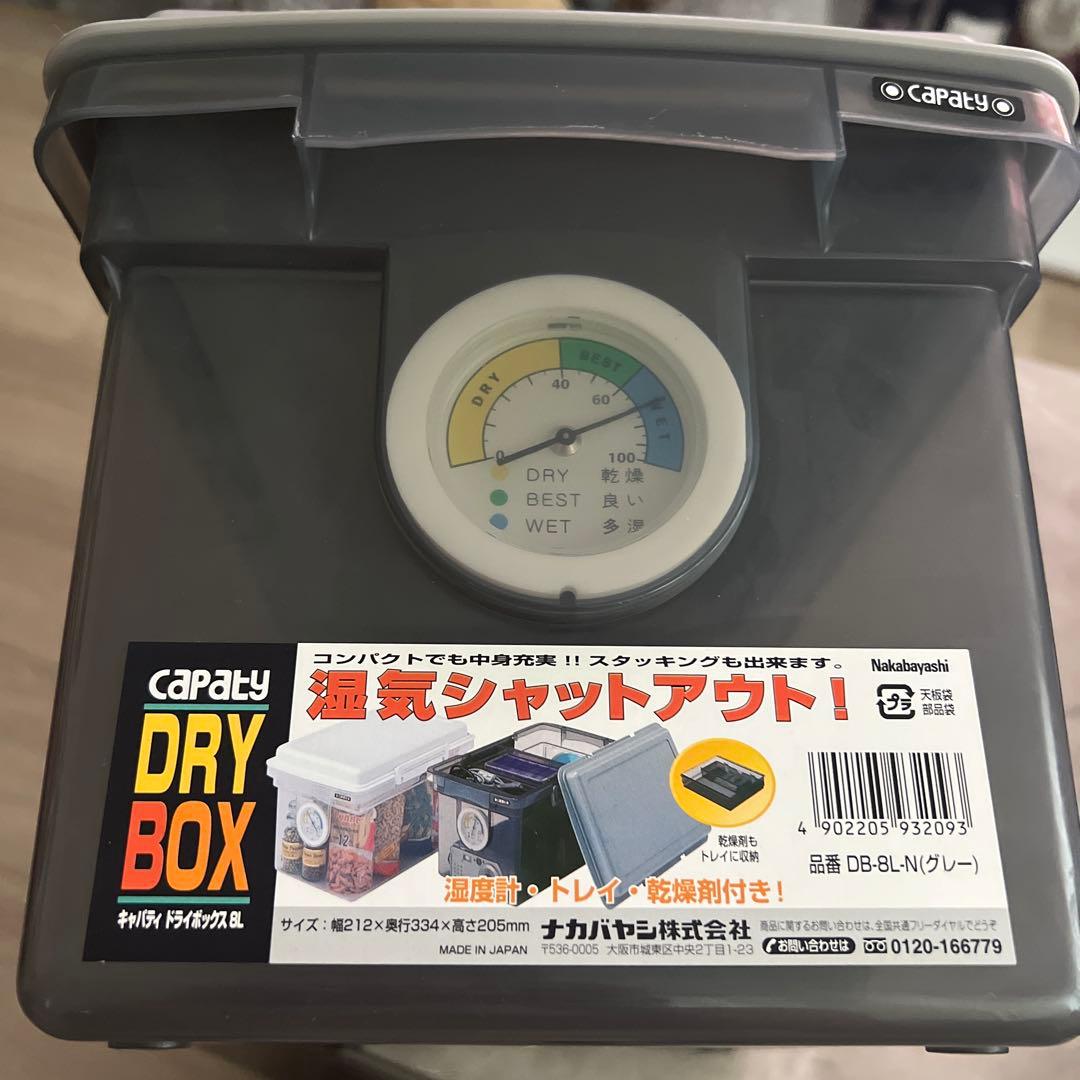 capaty
DRY
BEST
WET
0
40
60
100
DRY 乾燥
BEST 良い
WET 多湿
capaty
DRY
BOX
キャパティ ドライボックス 8L
コンパクトでも中身充実!! スタッキングも出来ます。
湿気シャットアウト!
Nakabayashi
プラ
天板袋
部品袋
乾燥剤も
トレイに収納
湿度計・トレイ・乾燥剤付き!
4 902205 932093
品番 DB-8L-N(グレー)
サイズ:幅212×奥行334×高さ205mm
MADE IN JAPAN
ナカバヤシ株式会社
〒536-0005 大阪市城東区中央2丁目1-23
商品に関するお問い合わせは、全国共通フリーダイヤルでどうぞ
お問い合わせは 0120-166779